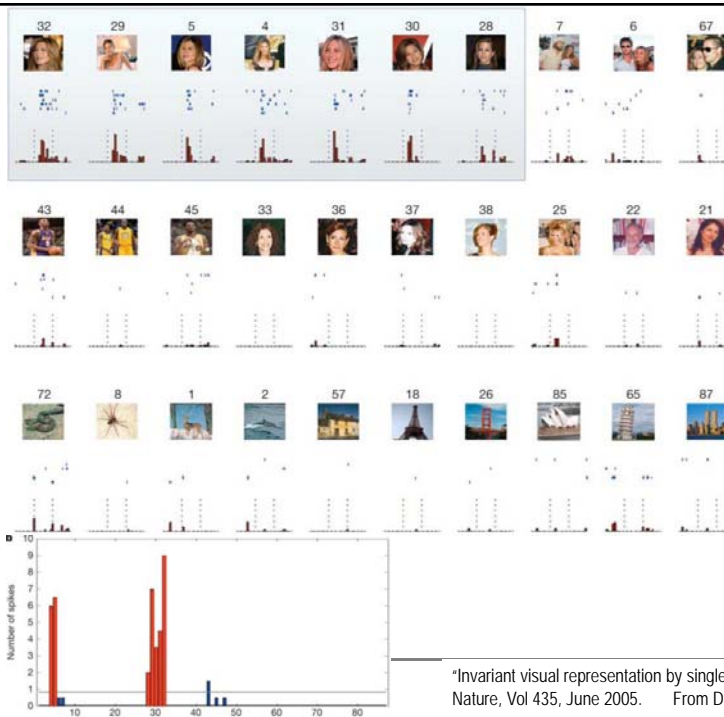 32 29 5 4 31 30 28 7 6 67
43 44 45 33 36 37 38 25 22 21
72 8 1 2 57 18 26 85 65 87
10
9
8
7
6
5
4
3
2
1
0
Number of spikes
10 20 30 40 50 60 70 80
"Invariant visual representation by single
Nature, Vol 435, June 2005. From D